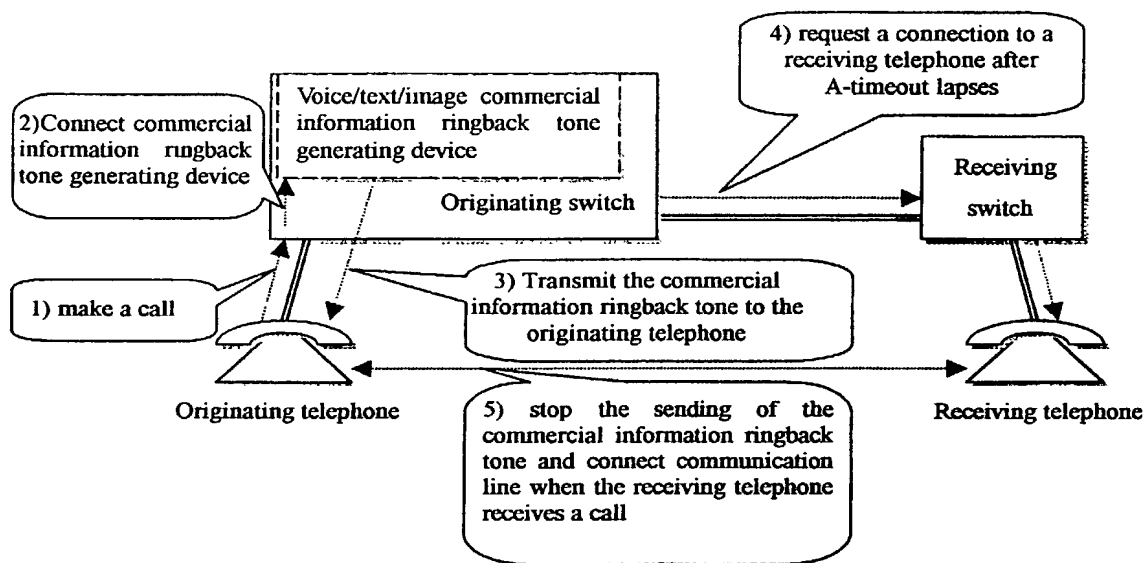 4) request a connection to a
receiving telephone after
A-timeout lapses
Voice/text/image commercial
information ringback tone
generating device
2)Connect commercial
information ringback
tone generating device
Originating switch
Receiving
switch
1) make a call
3) Transmit the commercial
information ringback tone to the
originating telephone
Originating telephone
Receiving telephone
5) stop the sending of the
commercial information ringback
tone and connect communication
line when the receiving telephone
receives a call